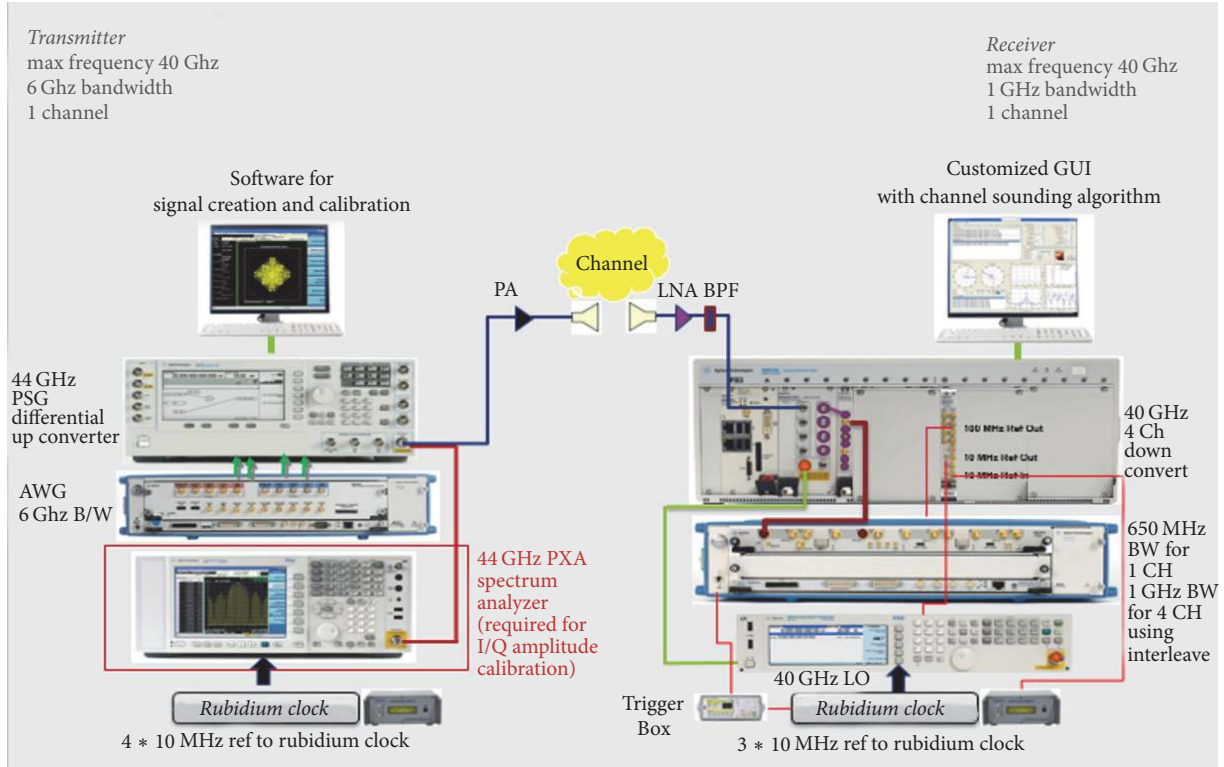 Transmitter
max frequency 40 Ghz
6 Ghz bandwidth
1 channel
Receiver
max frequency 40 Ghz
1 GHz bandwidth
1 channel
Software for
signal creation and calibration
Customized GUI
with channel sounding algorithm
Channel
PA
LNA BPF
44 GHz
PSG
differential
up converter
AWG
6 Ghz B/W
44 GHz PXA
spectrum
analyzer
(required for
I/Q amplitude
calibration)
Rubidium clock
4 * 10 MHz ref to rubidium clock
100 MHz Ref Out
10 MHz Ref Out
10 MHz Ref In
40 GHz
4 Ch
down
convert
650 MHz
BW for
1 CH
1 GHz BW
for 4 CH
using
interleave
40 GHz LO
Trigger
Box
Rubidium clock
3 * 10 MHz ref to rubidium clock